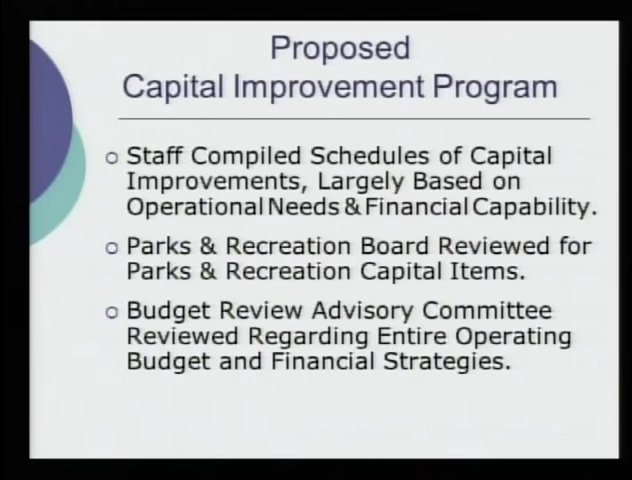 Proposed
Capital Improvement Program
Staff Compiled Schedules of Capital
Improvements, Largely Based on
Operational Needs & Financial Capability.
Parks & Recreation Board Reviewed for
Parks & Recreation Capital Items.
Budget Review Advisory Committee
Reviewed Regarding Entire Operating
Budget and Financial Strategies.